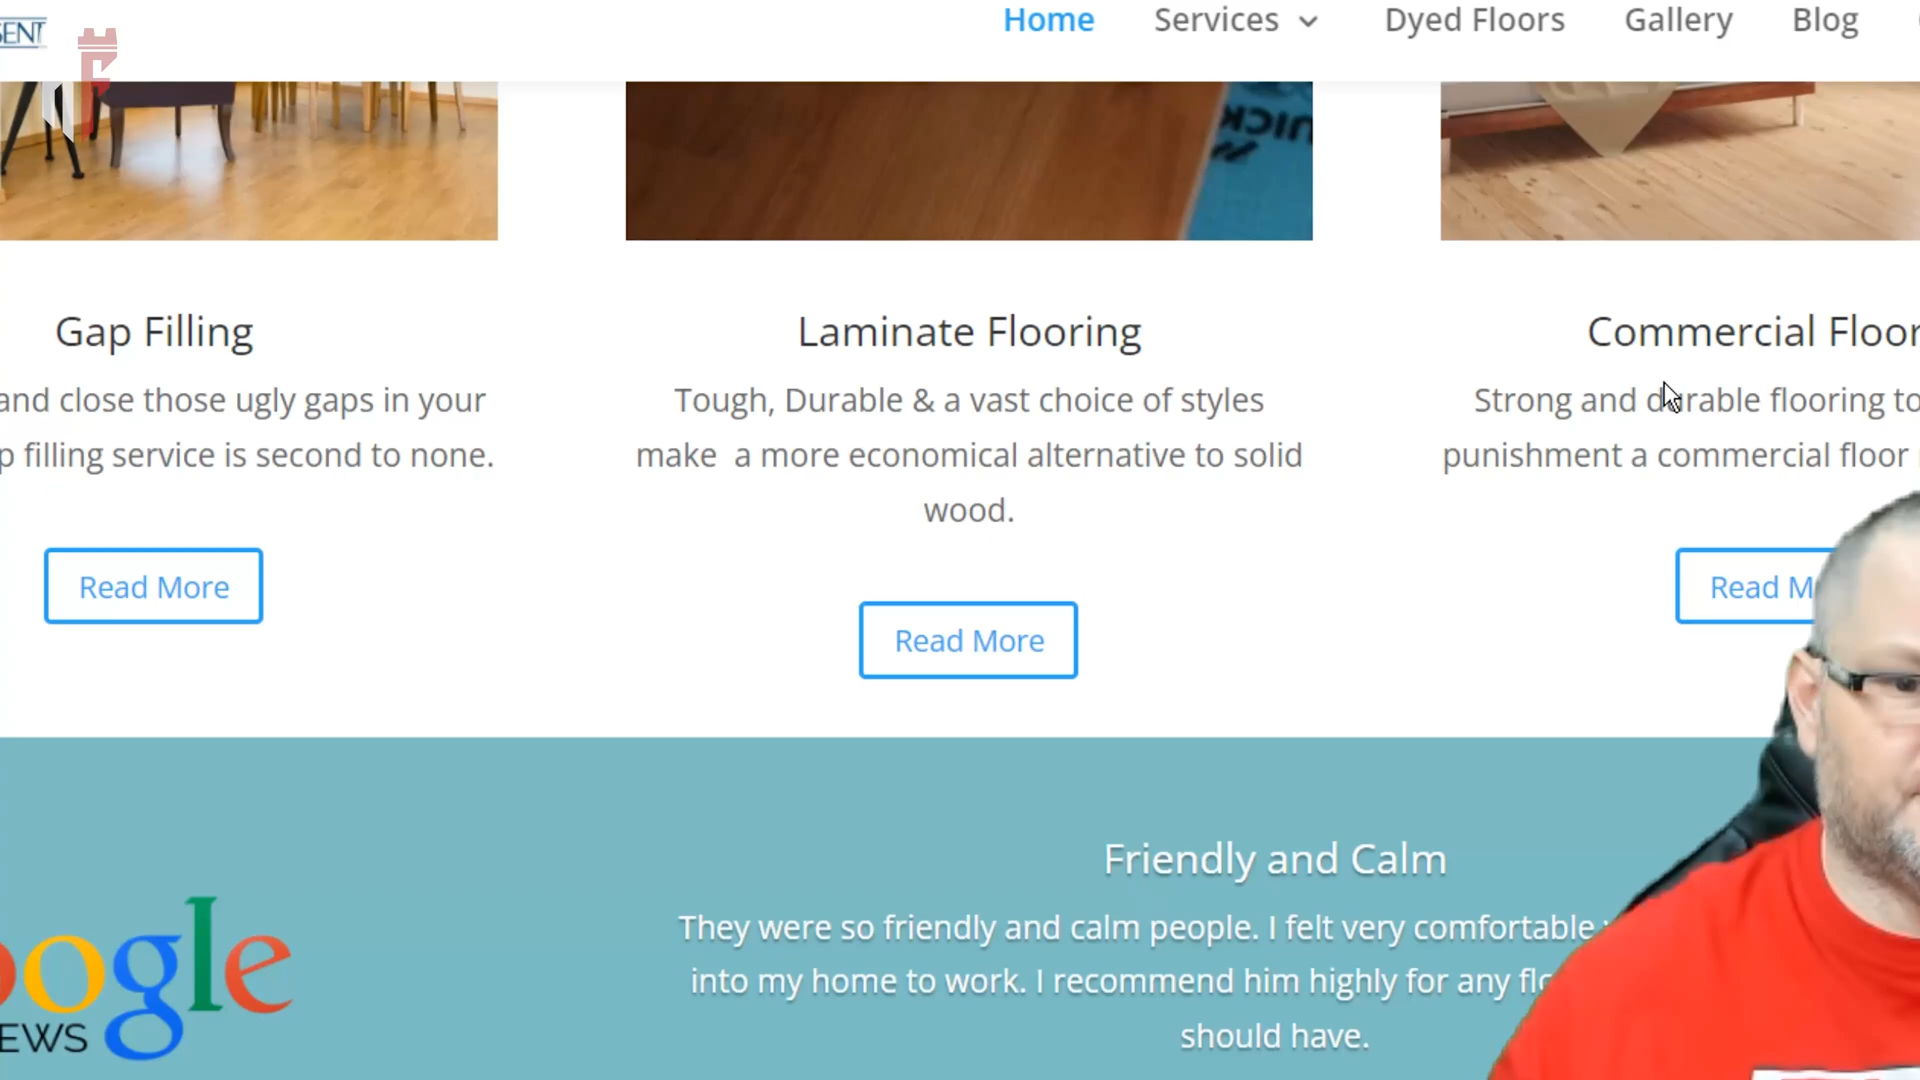 SENT
Home Services Dyed Floors Gallery Blog
Gap Filling
and close those ugly gaps in your
filling service is second to none.
Read More
Laminate Flooring
Tough, Durable & a vast choice of styles
make a more economical alternative to solid
wood.
Read More
Commercial Floor
Strong and durable flooring to
punishment a commercial floor
Read M
oogle
EWS
Friendly and Calm
They were so friendly and calm people. I felt very comfortable
into my home to work. I recommend him highly for any flo
should have.